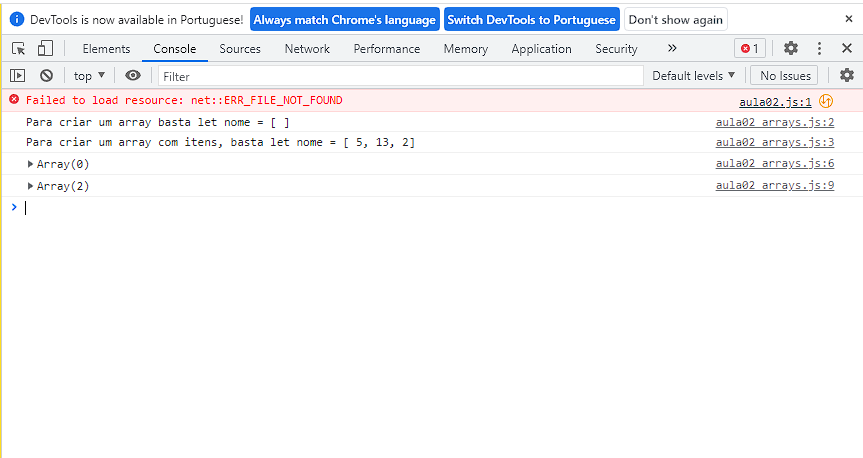 DevTools is now available in Portuguese! Always match Chrome's language Switch DevTools to Portuguese Don't show again
Elements Console Sources Network Performance Memory Application Security » 1
top ▼ Filter Default levels ▼ No Issues
Failed to load resource: net::ERR_FILE_NOT_FOUND aula02.js:1
Para criar um array basta let nome = [ ] aula02 arrays.js:2
Para criar um array com itens, basta let nome = [ 5, 13, 2] aula02 arrays.js:3
Array(0) aula02 arrays.js:6
Array(2) aula02 arrays.js:9